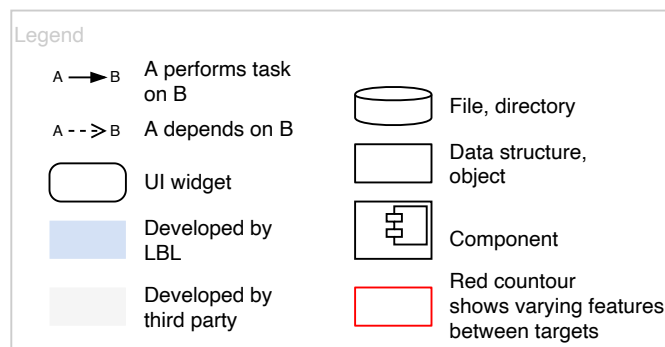 Legend
A B A performs task
on B
A B A depends on B
UI widget
Developed by
LBL
Developed by
third party
File, directory
Data structure,
object
Component
Red countour
shows varying features
between targets